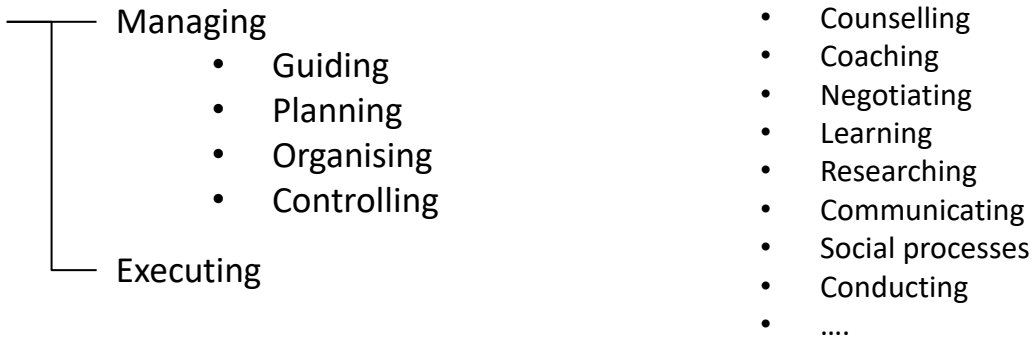 Managing
• Guiding
• Planning
• Organising
• Controlling
Executing
• Counselling
• Coaching
• Negotiating
• Learning
• Researching
• Communicating
• Social processes
• Conducting
• ....